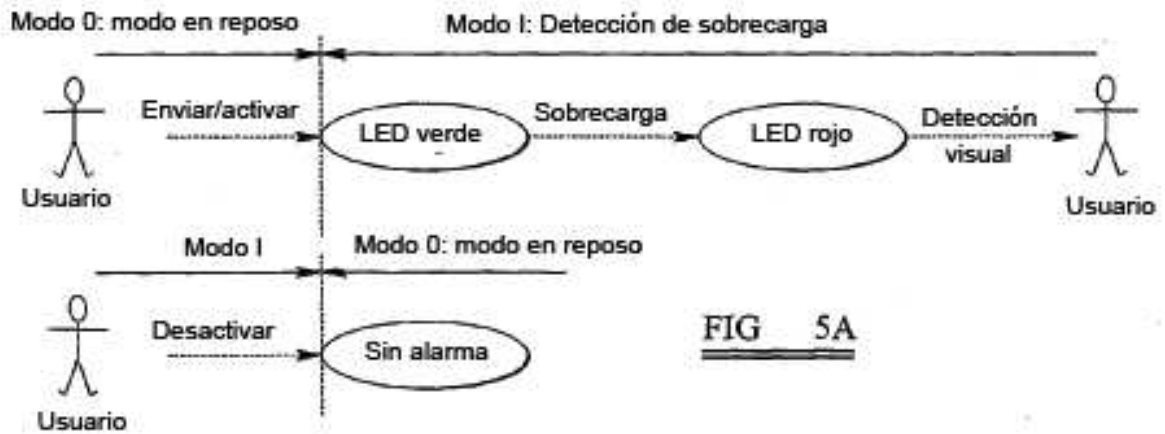 Modo 0: modo en reposo
Modo I: Detección de sobrecarga
Enviar/activar
LED verde
Sobrecarga
LED rojo
Detección
visual
Usuario
Usuario
Modo I
Modo 0: modo en reposo
Desactivar
Sin alarma
FIG 5A
Usuario